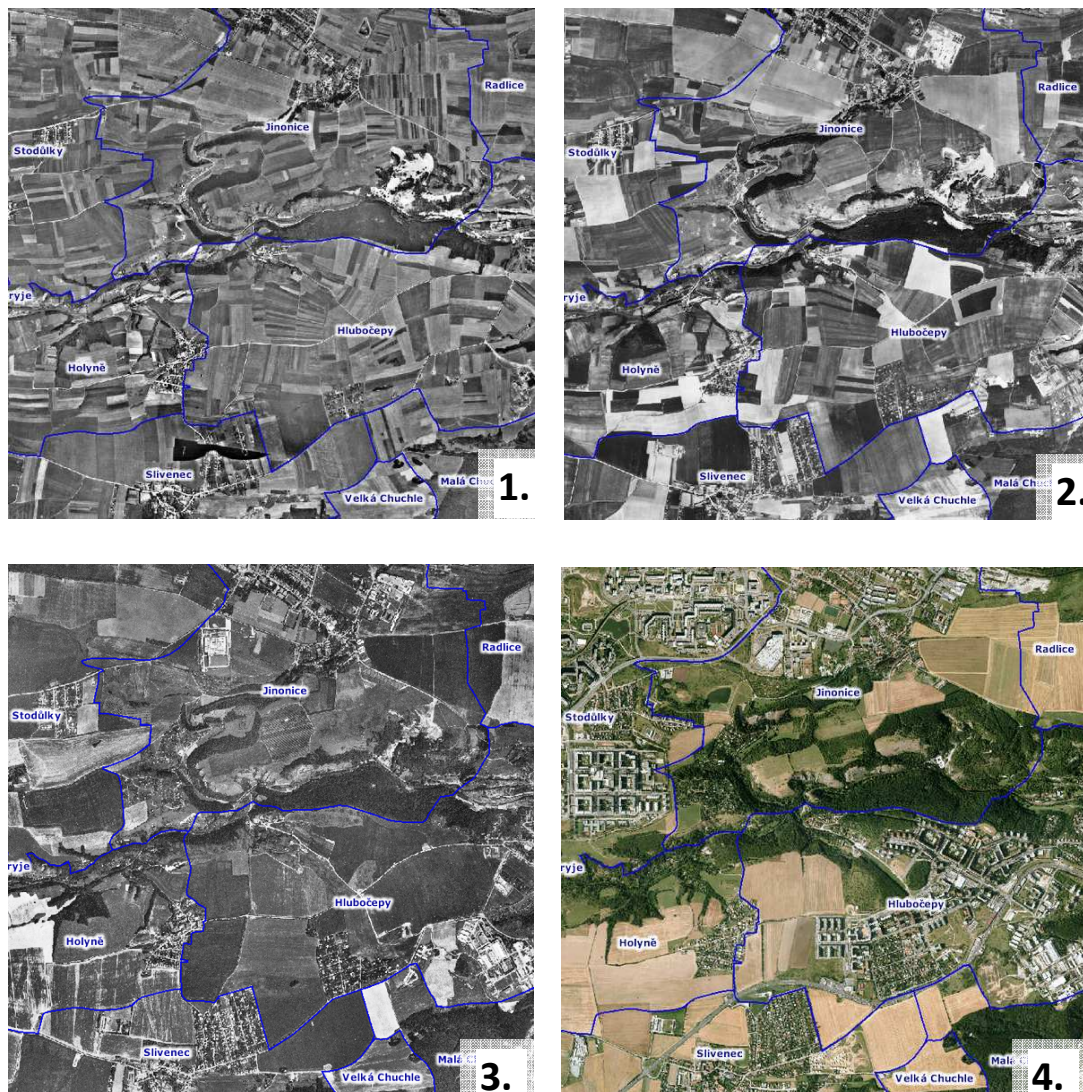 Radlice
Jinonice
Stodůlky
ryje
Hlubočepy
Holyně
Slivenec
Velká Chuchle
Malá Chuc
1.
Jinonice
Stodůlky
ryje
Hlubočepy
Holyně
Slivenec
Velká Chuchle
Malá Chuc
2.
Radlice
Jinonice
Stodůlky
ryje
Hlubočepy
Holyně
Slivenec
Velká Chuchle
Malá C
3.
Radlice
Jinonice
Stodůlky
ryje
Hlubočepy
Holyně
Slivenec
Velká Chuchle
Malá
4.